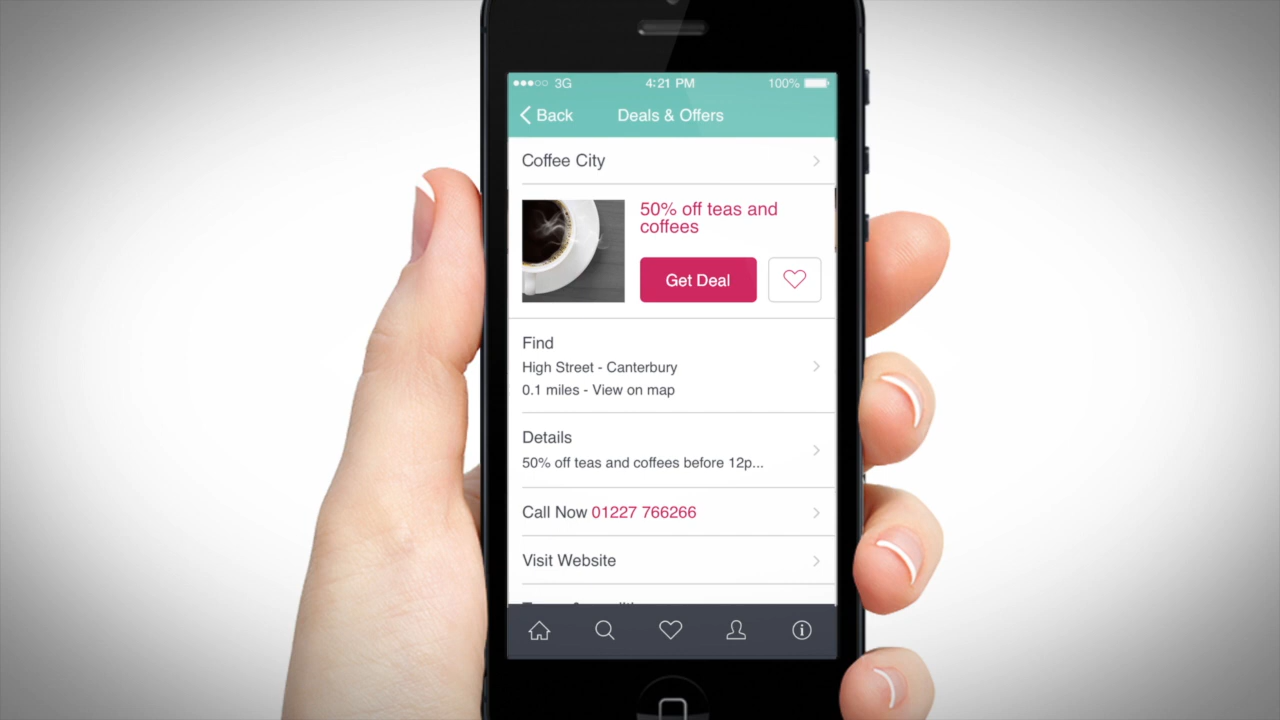 3G 4:21 PM 100%
Back Deals & Offers
Coffee City
50% off teas and
coffees
Get Deal
Find
High Street - Canterbury
0.1 miles - View on map
Details
50% off teas and coffees before 12p...
Call Now 01227 766266
Visit Website